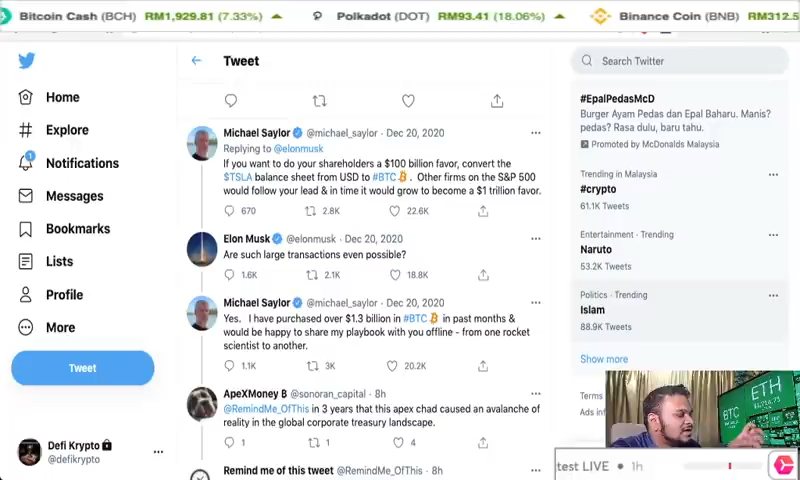 Bitcoin Cash (BCH) RM1,929.81 (7.33%) Polkadot (DOT) RM93.41 (18.06%) Binance Coin (BNB) RM312.5
Tweet
Search Twitter
Home
Explore
1
Notifications
Messages
Bookmarks
Lists
Profile
More
Tweet
Defi Krypto
@defikrypto
Michael Saylor @michael_saylor · Dec 20, 2020
Replying to @elonmusk
If you want to do your shareholders a $100 billion favor, convert the
$TSLA balance sheet from USD to #BTC. Other firms on the S&P 500
would follow your lead & in time it would grow to become a $1 trillion favor.
670 2.8K 22.6K
Elon Musk @elonmusk · Dec 20, 2020
Are such large transactions even possible?
1.6K 2.1K 18.8K
Michael Saylor @michael_saylor · Dec 20, 2020
Yes. I have purchased over $1.3 billion in #BTC in past months &
would be happy to share my playbook with you offline - from one rocket
scientist to another.
1.1K 3K 20.2K
ApeXMoney ₿ @sonoran_capital · 8h
@RemindMe_OfThis in 3 years that this apex chad caused an avalanche of
reality in the global corporate treasury landscape.
1 1 4
Remind me of this tweet @RemindMe_OfThis · 8h
#EpalPedasMcD
Burger Ayam Pedas dan Epal Baharu. Manis?
pedas? Rasa dulu, baru tahu.
Promoted by McDonalds Malaysia
Trending in Malaysia
#crypto
61.1K Tweets
Entertainment · Trending
Naruto
53.2K Tweets
Politics · Trending
Islam
88.9K Tweets
Show more
Terms
Ads in
ETH
BTC
test LIVE • 1h